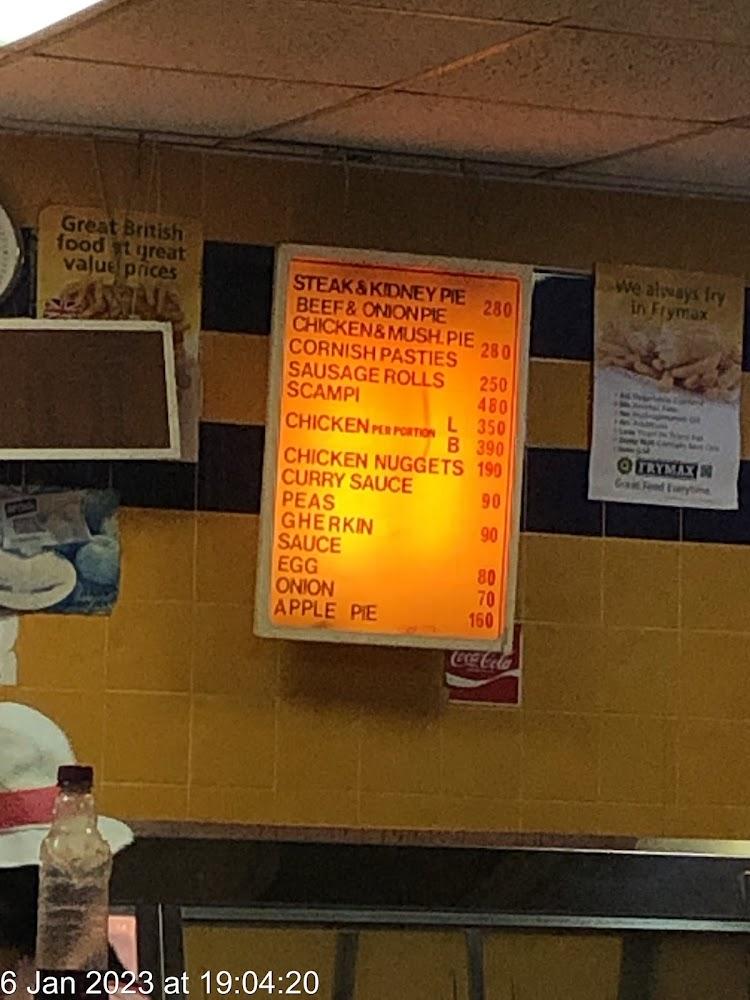 Great British
food at great
value prices
STEAK & KIDNEY PIE 280
BEEF & ONION PIE
CHICKEN & MUSH. PIE
CORNISH PASTIES 280
SAUSAGE ROLLS 250
SCAMPI 480
CHICKEN PER PORTION L 350
B 390
CHICKEN NUGGETS 190
CURRY SAUCE
PEAS 90
GHERKIN 90
SAUCE
EGG 80
ONION 70
APPLE PIE 160
We always fry
in Frymax
FRYMAX
Great Food Everytime
Coca-Cola
6 Jan 2023 at 19:04:20